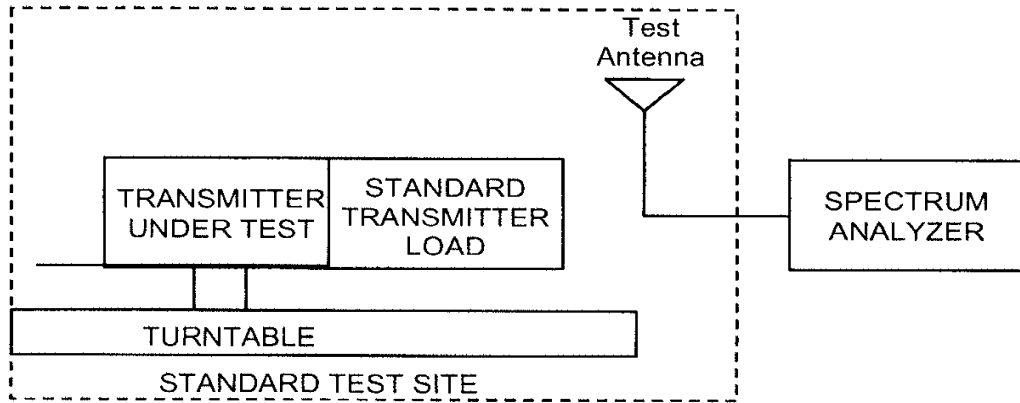 Test
Antenna
TRANSMITTER
UNDER TEST
STANDARD
TRANSMITTER
LOAD
SPECTRUM
ANALYZER
TURNTABLE
STANDARD TEST SITE